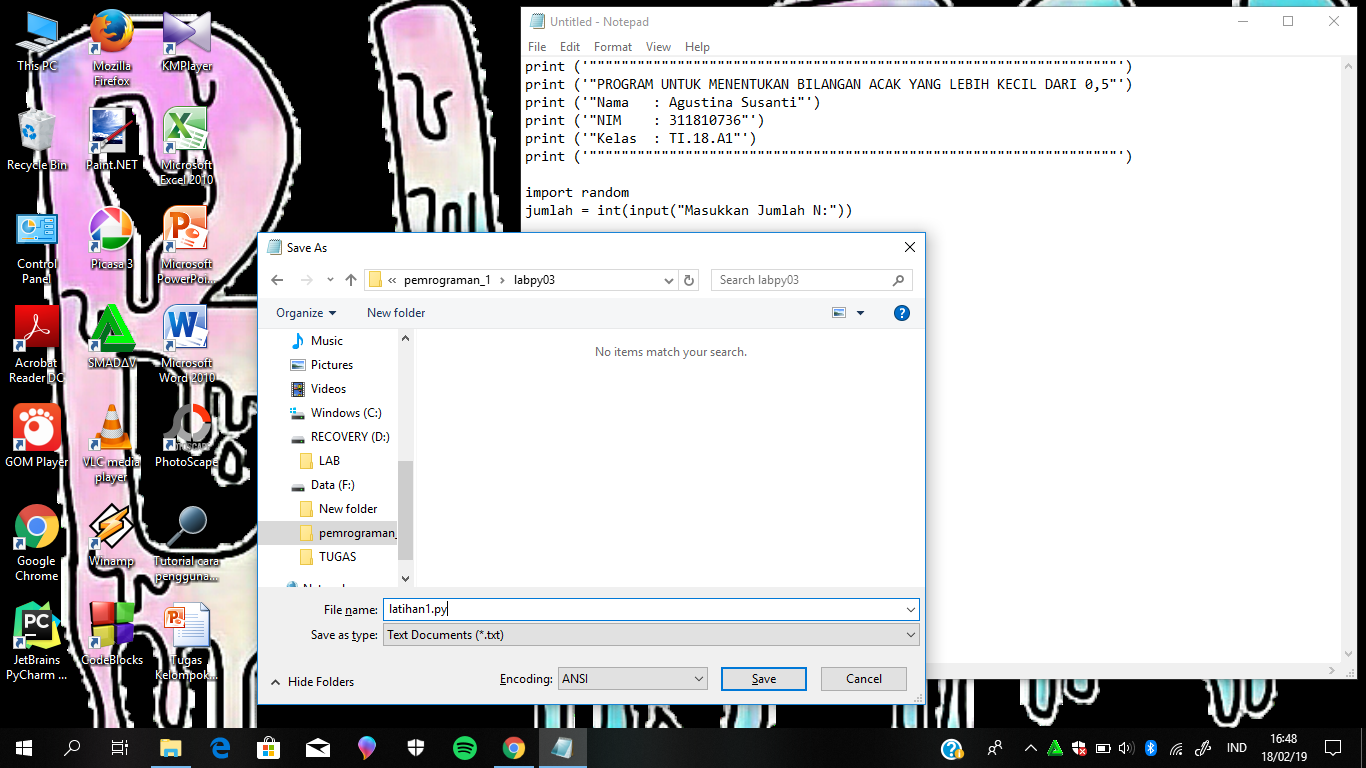 This PC
Mozilla
Firefox
KMPlayer
Recycle Bin
Paint.NET
Microsoft
Excel 2010
Control
Panel
Picasa 3
Microsoft
PowerPoi...
Acrobat
Reader DC
SMADΔV
Microsoft
Word 2010
GOM Player
VLC media
player
PhotoScape
Google
Chrome
Winamp
Tutorial cara
pengguna...
JetBrains
PyCharm ...
CodeBlocks
Tugas
Kelompok...
Untitled - Notepad
File Edit Format View Help
print ('"""""""""""""""""""""""""""""""""""""""""""""""""""""""""""""""""""')
print ('"PROGRAM UNTUK MENENTUKAN BILANGAN ACAK YANG LEBIH KECIL DARI 0,5"')
print ('"Nama   : Agustina Susanti"')
print ('"NIM    : 311810736"')
print ('"Kelas  : TI.18.A1"')
print ('"""""""""""""""""""""""""""""""""""""""""""""""""""""""""""""""""""')
import random
jumlah = int(input("Masukkan Jumlah N:"))
Save As
« pemrograman_1 › labpy03
Search labpy03
Organize
New folder
Music
Pictures
Videos
Windows (C:)
RECOVERY (D:)
LAB
Data (F:)
New folder
pemrograman_
TUGAS
No items match your search.
File name: latihan1.py
Save as type: Text Documents (*.txt)
Hide Folders
Encoding: ANSI
Save
Cancel
IND
16:48
18/02/19